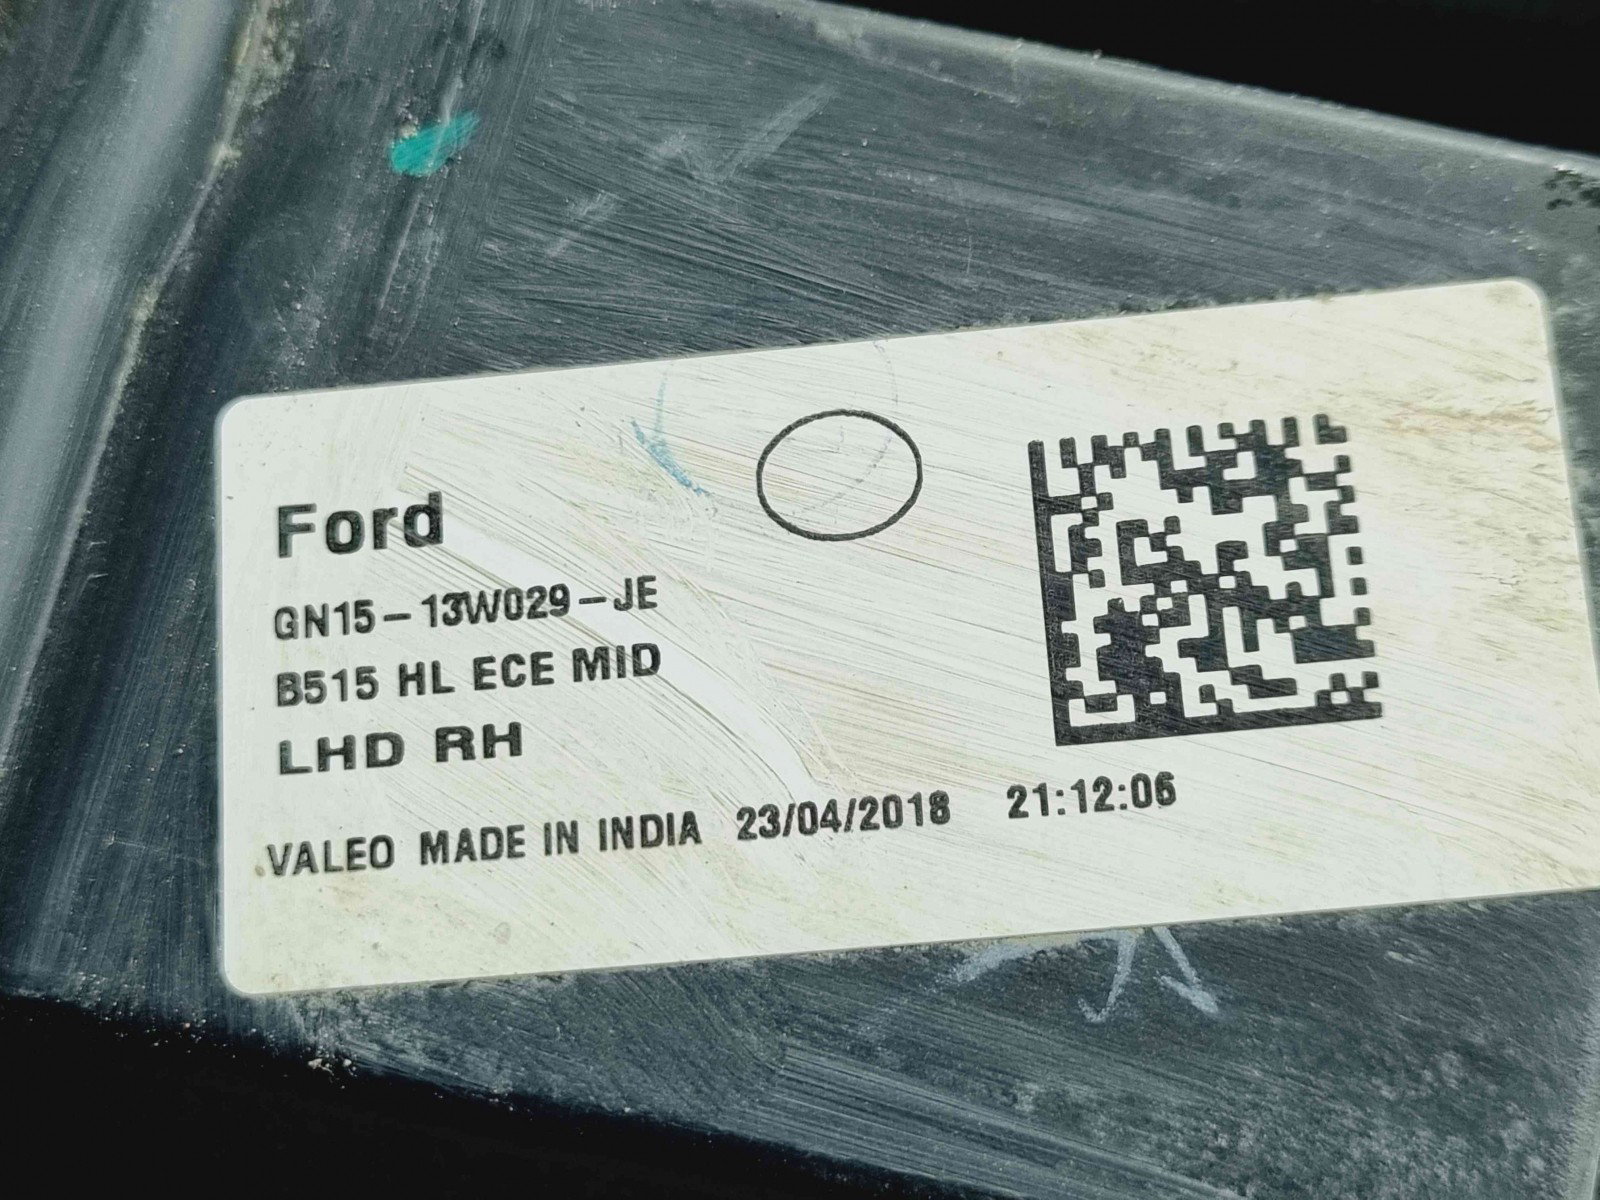 Ford
GN15-13W029-JE
B515 HL ECE MID
LHD RH
VALEO MADE IN INDIA 23/04/2018 21:12:06